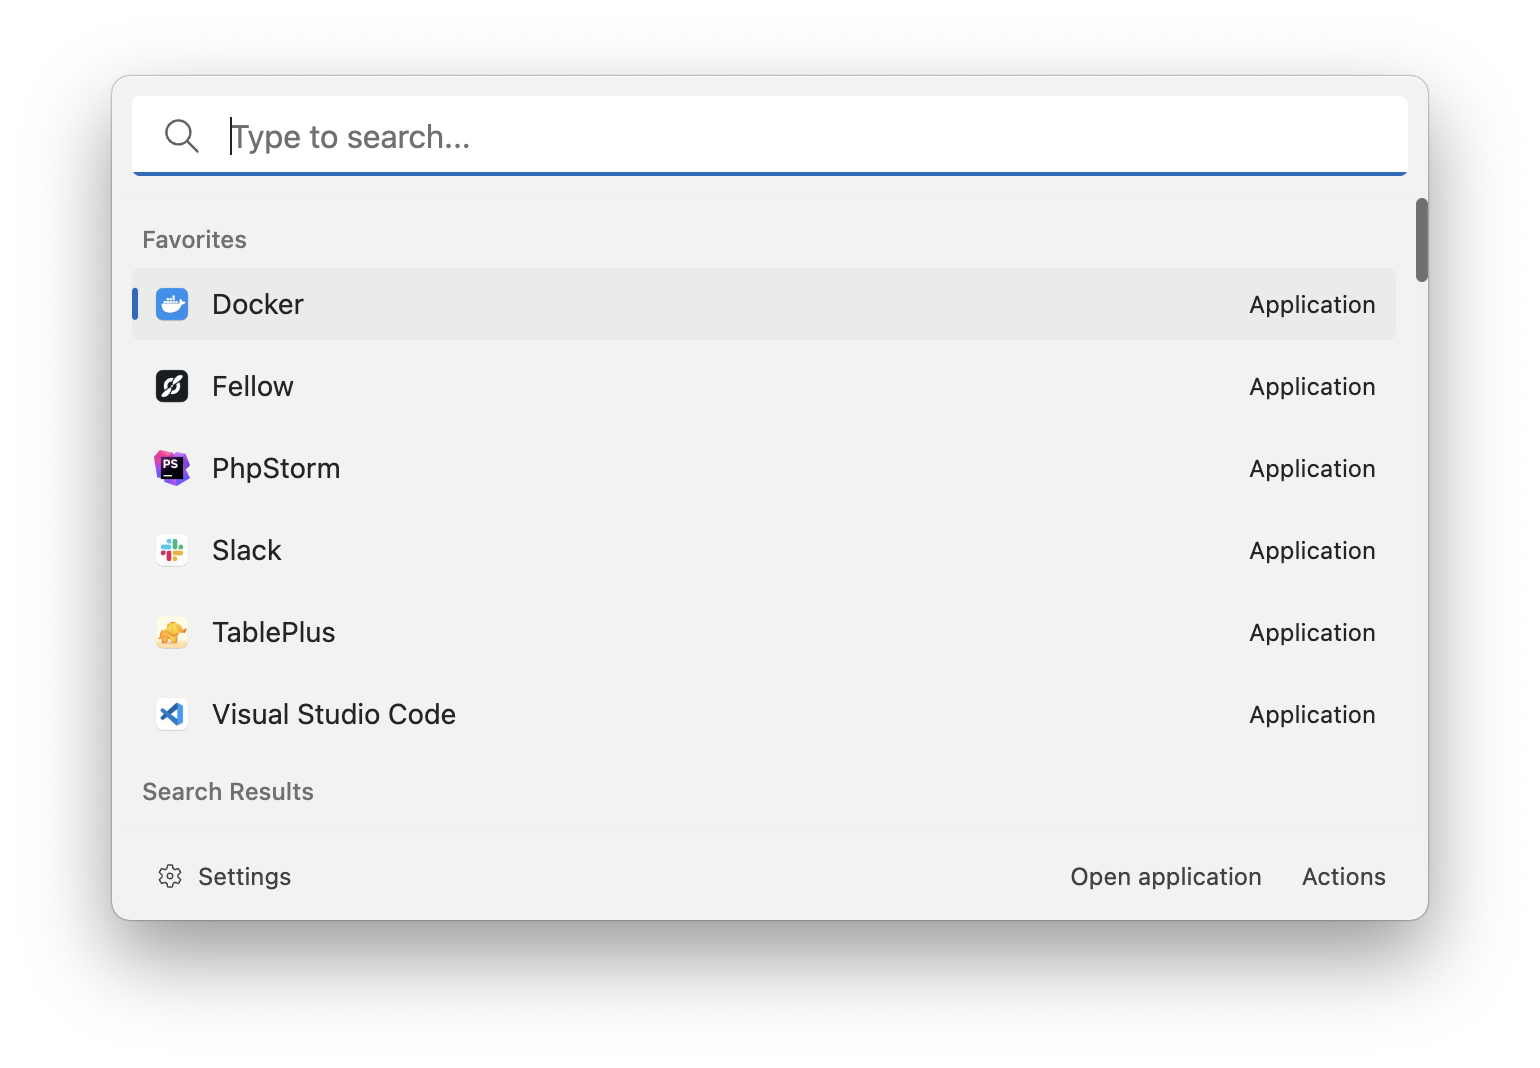 Type to search...
Favorites
Docker Application
Fellow Application
PS PhpStorm Application
Slack Application
TablePlus Application
Visual Studio Code Application
Search Results
Settings Open application Actions